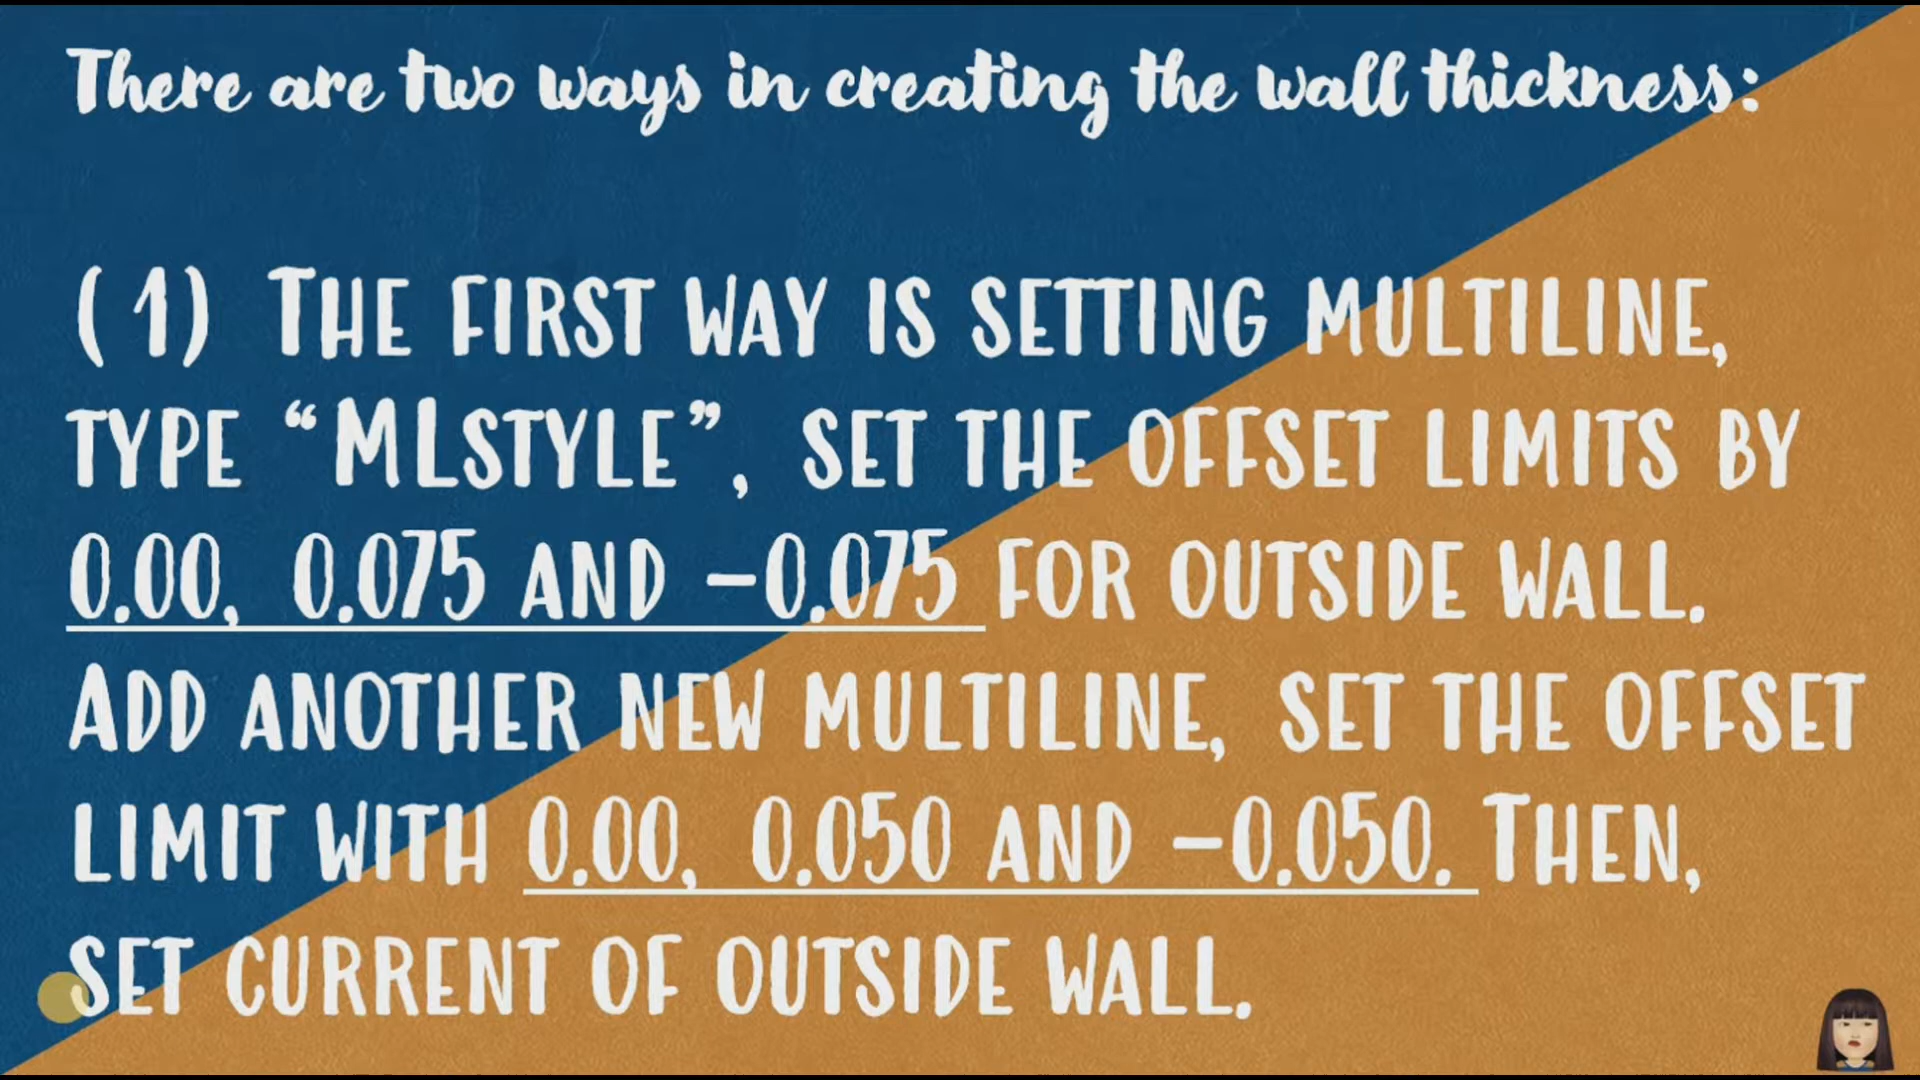 There are two ways in creating the wall thickness:
(1) The first way is setting multiline,
type “MLstyle”, set the offset limits by
0.00, 0.075 and -0.075 for outside wall.
Add another new multiline, set the offset
limit with 0.00, 0.050 and -0.050. Then,
set current of outside wall.